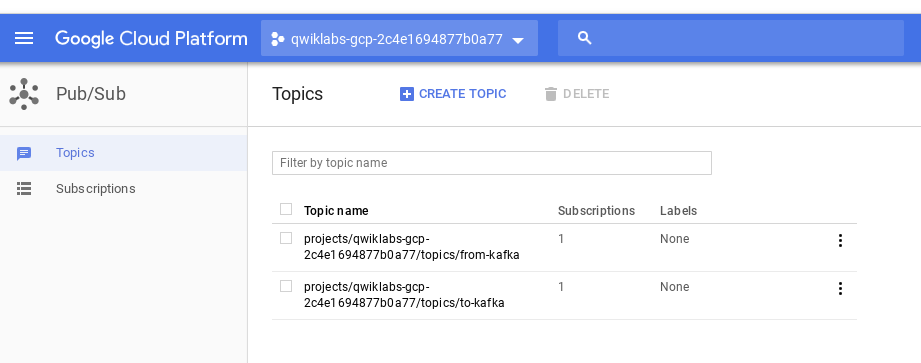 Google Cloud Platform
qwiklabs-gcp-2c4e1694877b0a77
Pub/Sub
Topics
CREATE TOPIC
DELETE
Topics
Subscriptions
Filter by topic name
Topic name
Subscriptions
Labels
projects/qwiklabs-gcp-
2c4e1694877b0a77/topics/from-kafka
1
None
projects/qwiklabs-gcp-
2c4e1694877b0a77/topics/to-kafka
1
None